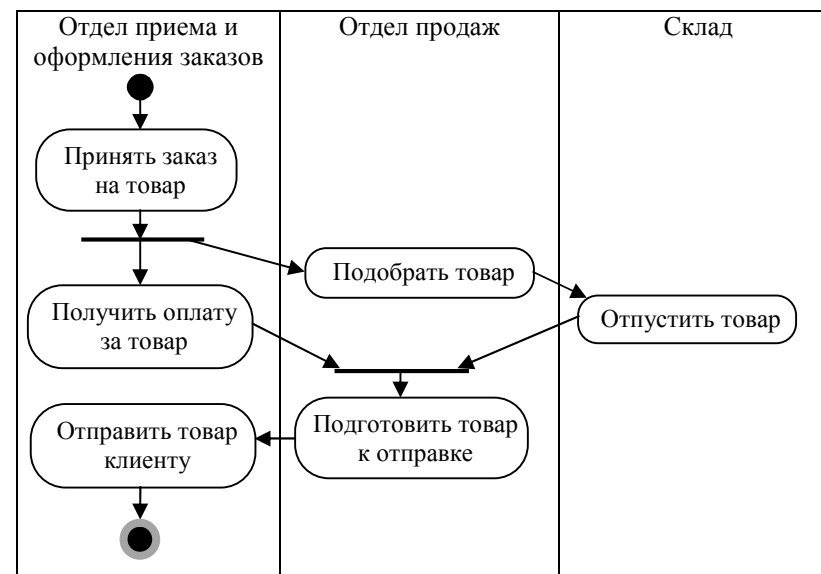 Отдел приема и
оформления заказов
Отдел продаж
Склад
Принять заказ
на товар
Подобрать товар
Получить оплату
за товар
Отпустить товар
Отправить товар
клиенту
Подготовить товар
к отправке